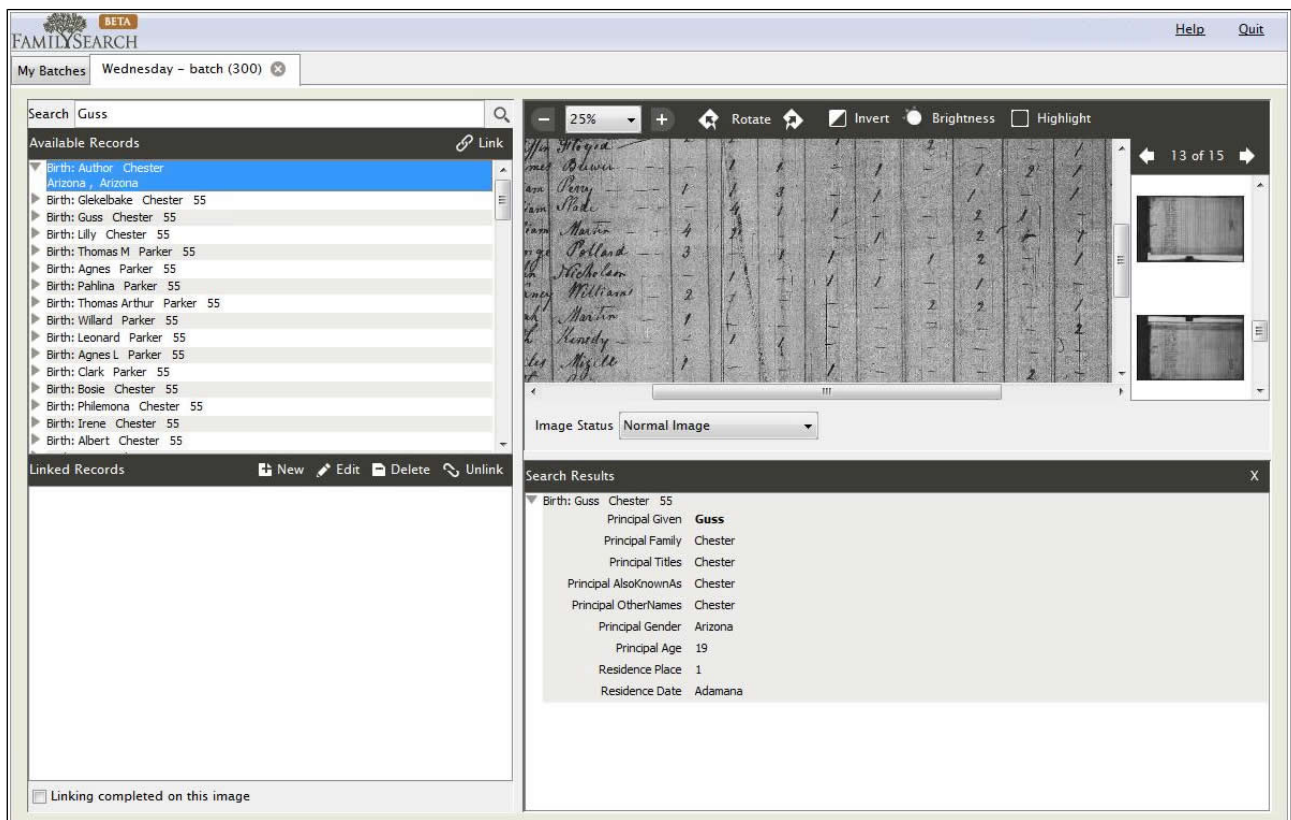 BETA
FAMILYSEARCH
Help Quit
My Batches Wednesday – batch (300)
Search Guss
Available Records Link
Birth: Author Chester
Arizona , Arizona
Birth: Glekelbake Chester 55
Birth: Guss Chester 55
Birth: Lilly Chester 55
Birth: Thomas M Parker 55
Birth: Agnes Parker 55
Birth: Pahlina Parker 55
Birth: Thomas Arthur Parker 55
Birth: Willard Parker 55
Birth: Leonard Parker 55
Birth: Agnes L Parker 55
Birth: Clark Parker 55
Birth: Bosie Chester 55
Birth: Philemona Chester 55
Birth: Irene Chester 55
Birth: Albert Chester 55
Linked Records New Edit Delete Unlink
Linking completed on this image
25% Rotate Invert Brightness Highlight
Floyd
Perry
Slade
Martin
Pollard
Nicholson
Williams
Martin
13 of 15
Image Status Normal Image
Search Results X
Birth: Guss Chester 55
Principal Given Guss
Principal Family Chester
Principal Titles Chester
Principal AlsoKnownAs Chester
Principal OtherNames Chester
Principal Gender Arizona
Principal Age 19
Residence Place 1
Residence Date Adamana